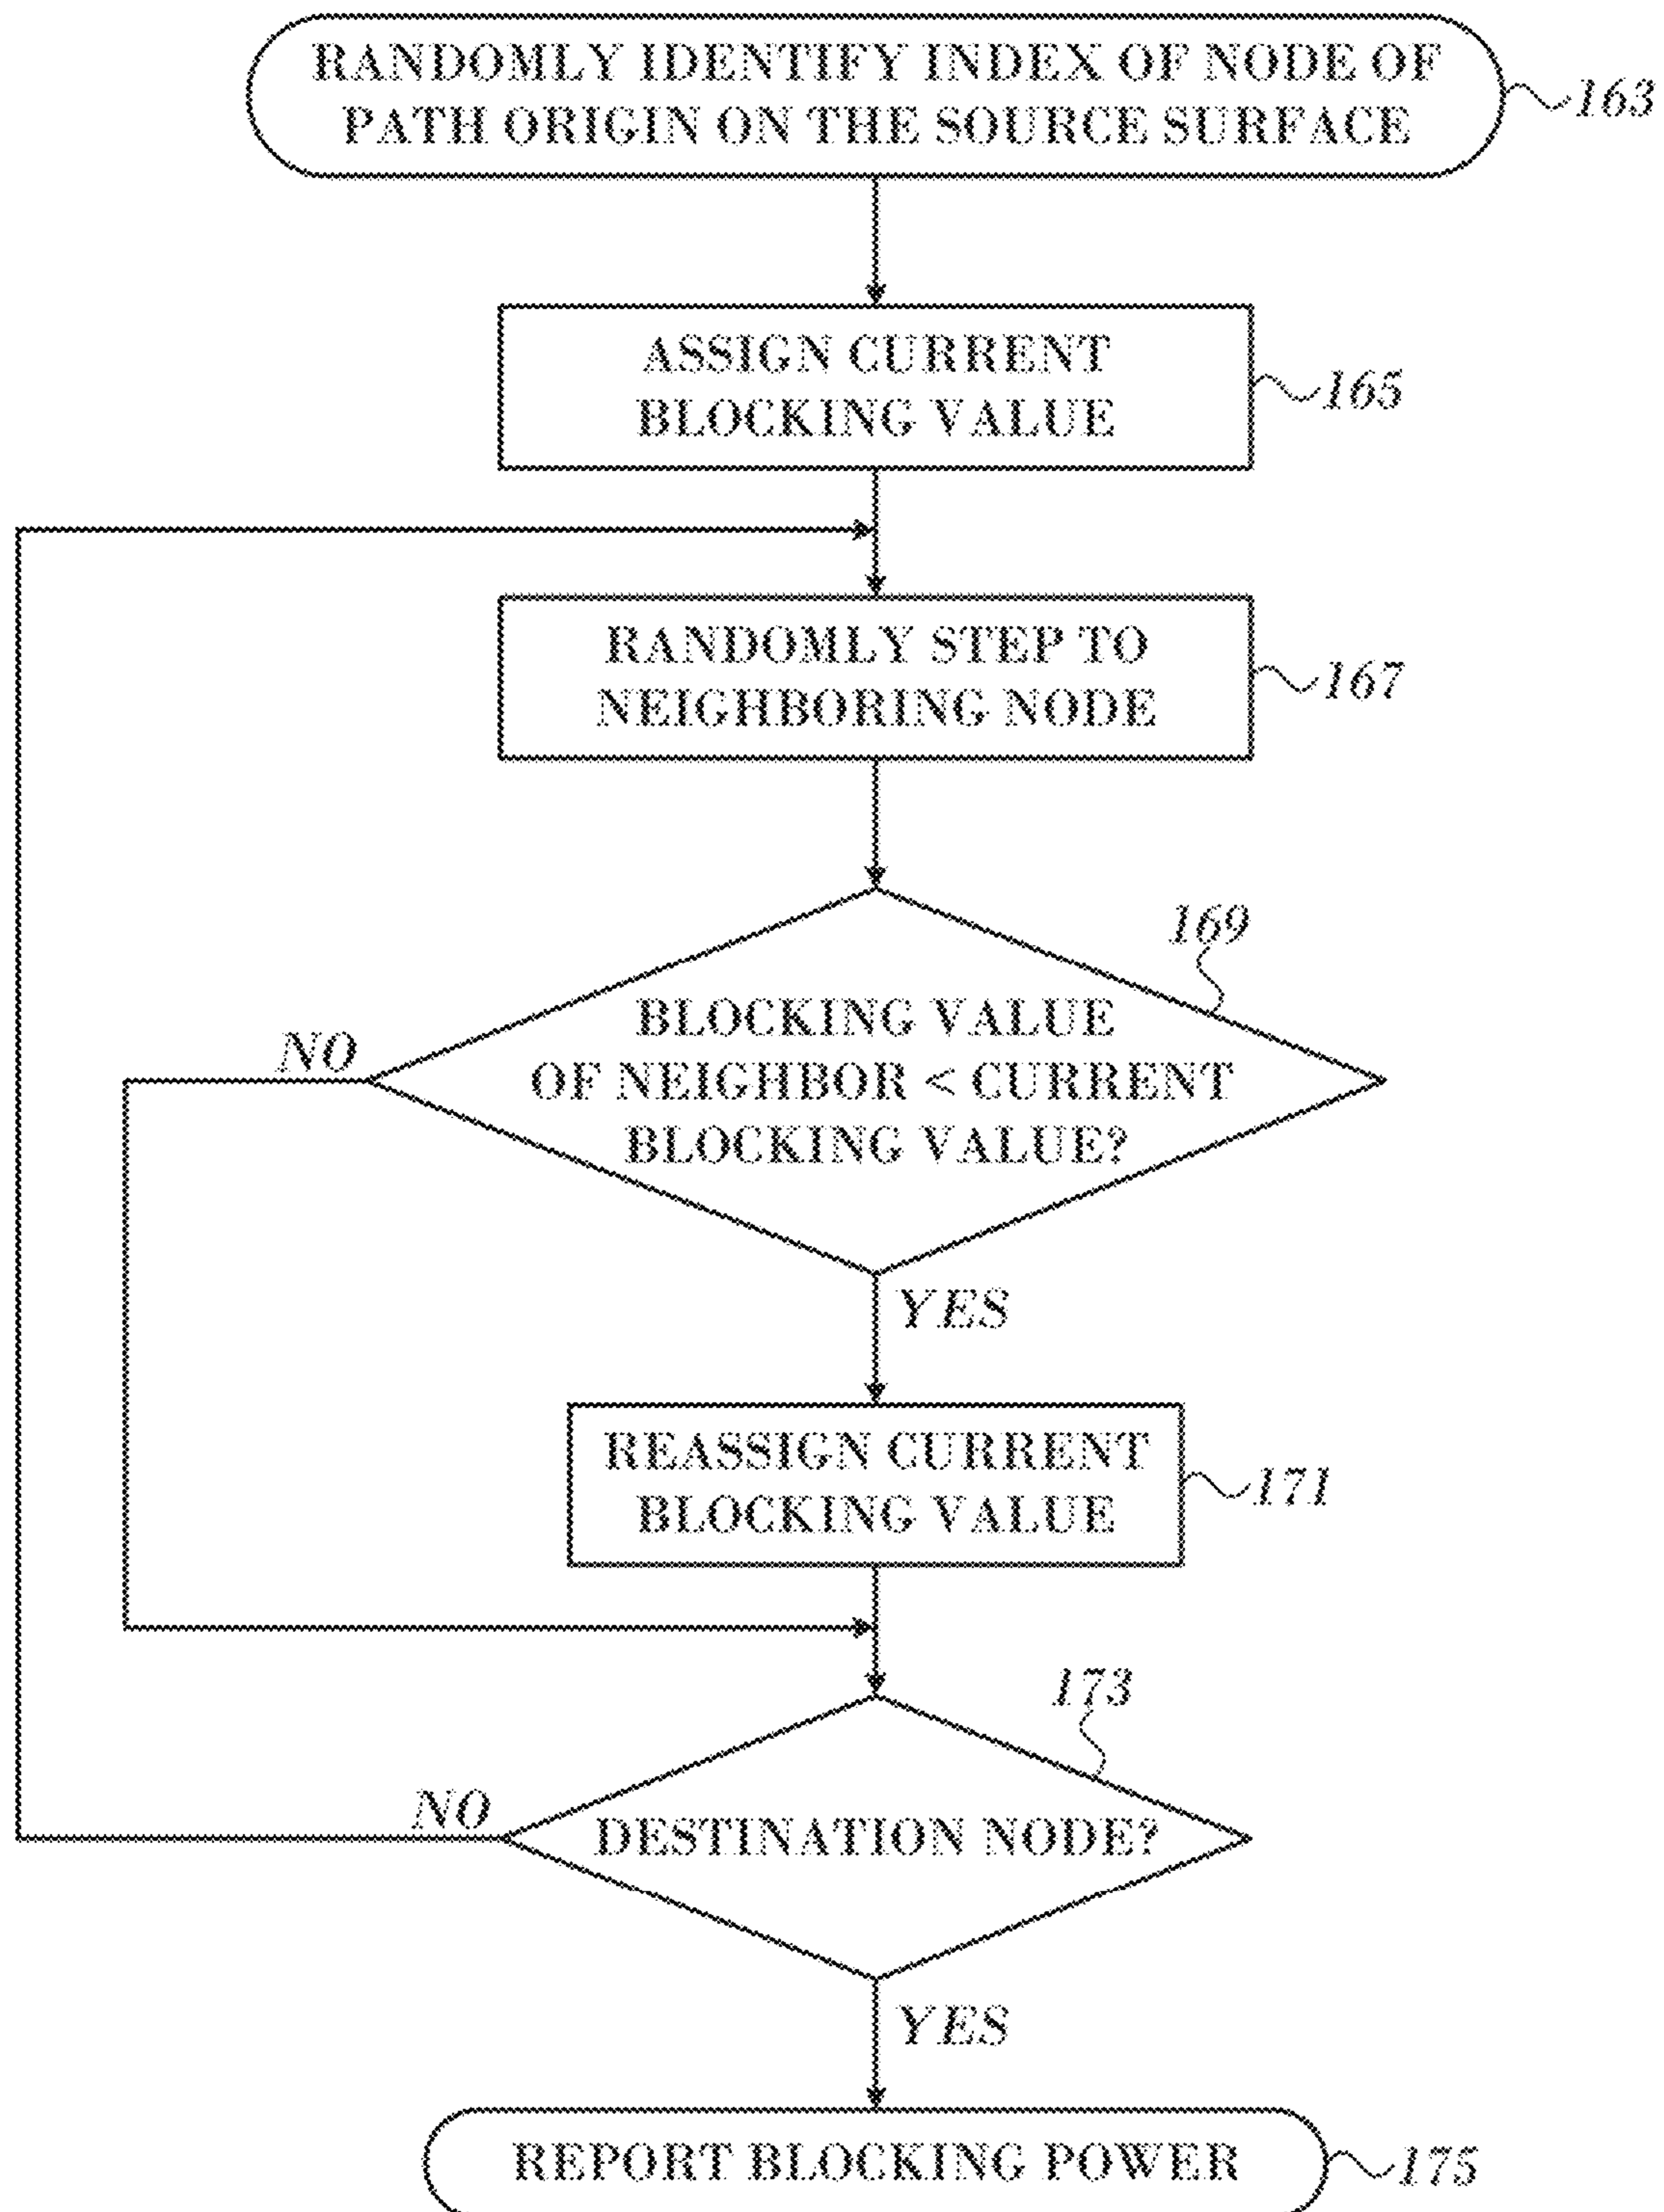 RANDOMLY IDENTIFY INDEX OF NODE OF
PATH ORIGIN ON THE SOURCE SURFACE
163
ASSIGN CURRENT
BLOCKING VALUE
165
RANDOMLY STEP TO
NEIGHBORING NODE
167
169
BLOCKING VALUE
OF NEIGHBOR < CURRENT
BLOCKING VALUE?
NO
YES
REASSIGN CURRENT
BLOCKING VALUE
171
173
DESTINATION NODE?
NO
YES
REPORT BLOCKING POWER
175